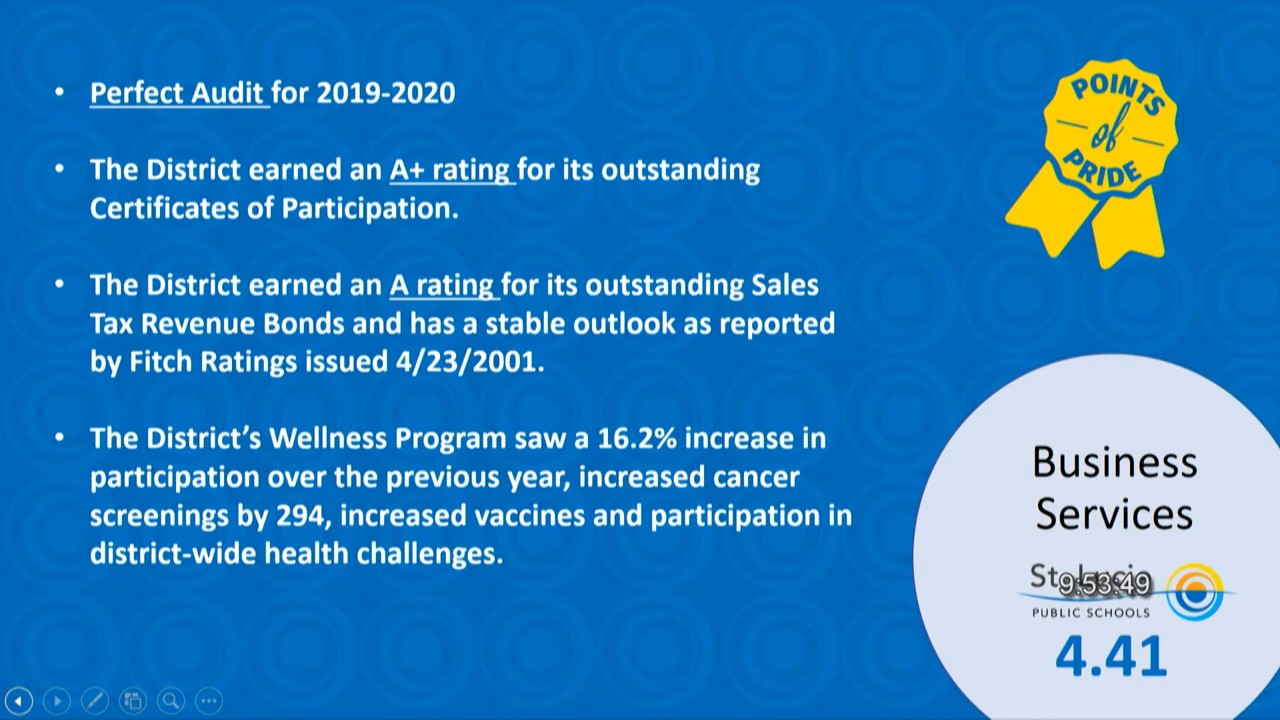 • Perfect Audit for 2019-2020
• The District earned an A+ rating for its outstanding
Certificates of Participation.
• The District earned an A rating for its outstanding Sales
Tax Revenue Bonds and has a stable outlook as reported
by Fitch Ratings issued 4/23/2001.
• The District’s Wellness Program saw a 16.2% increase in
participation over the previous year, increased cancer
screenings by 294, increased vaccines and participation in
district-wide health challenges.
POINTS
of
PRIDE
Business
Services
St
9:53:49
PUBLIC SCHOOLS
4.41